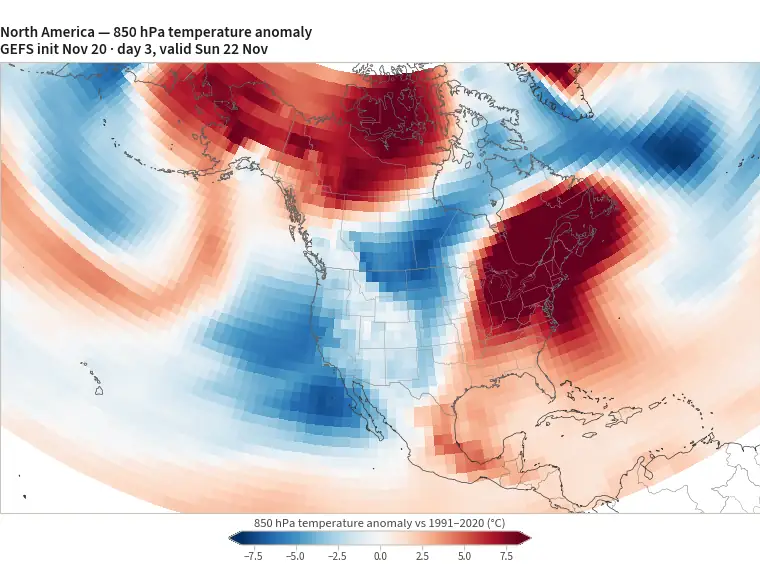 North America — 850 hPa temperature anomaly
GEFS init Nov 20 · day 3, valid Sun 22 Nov
850 hPa temperature anomaly vs 1991–2020 (°C)
−7.5 −5.0 −2.5 0.0 2.5 5.0 7.5